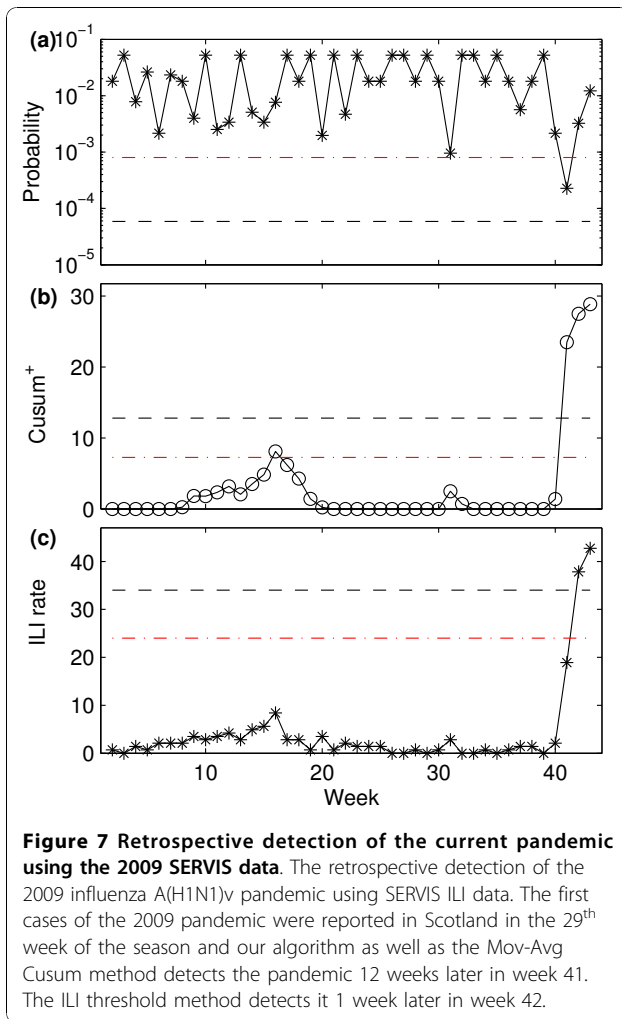 (a)
10⁻¹
10⁻²
10⁻³
10⁻⁴
10⁻⁵
Probability
(b)
30
20
10
0
Cusum⁺
(c)
40
30
20
10
0
ILI rate
10 20 30 40
Week
Figure 7 Retrospective detection of the current pandemic
using the 2009 SERVIS data. The retrospective detection of the
2009 influenza A(H1N1)v pandemic using SERVIS ILI data. The first
cases of the 2009 pandemic were reported in Scotland in the 29th
week of the season and our algorithm as well as the Mov-Avg
Cusum method detects the pandemic 12 weeks later in week 41.
The ILI threshold method detects it 1 week later in week 42.